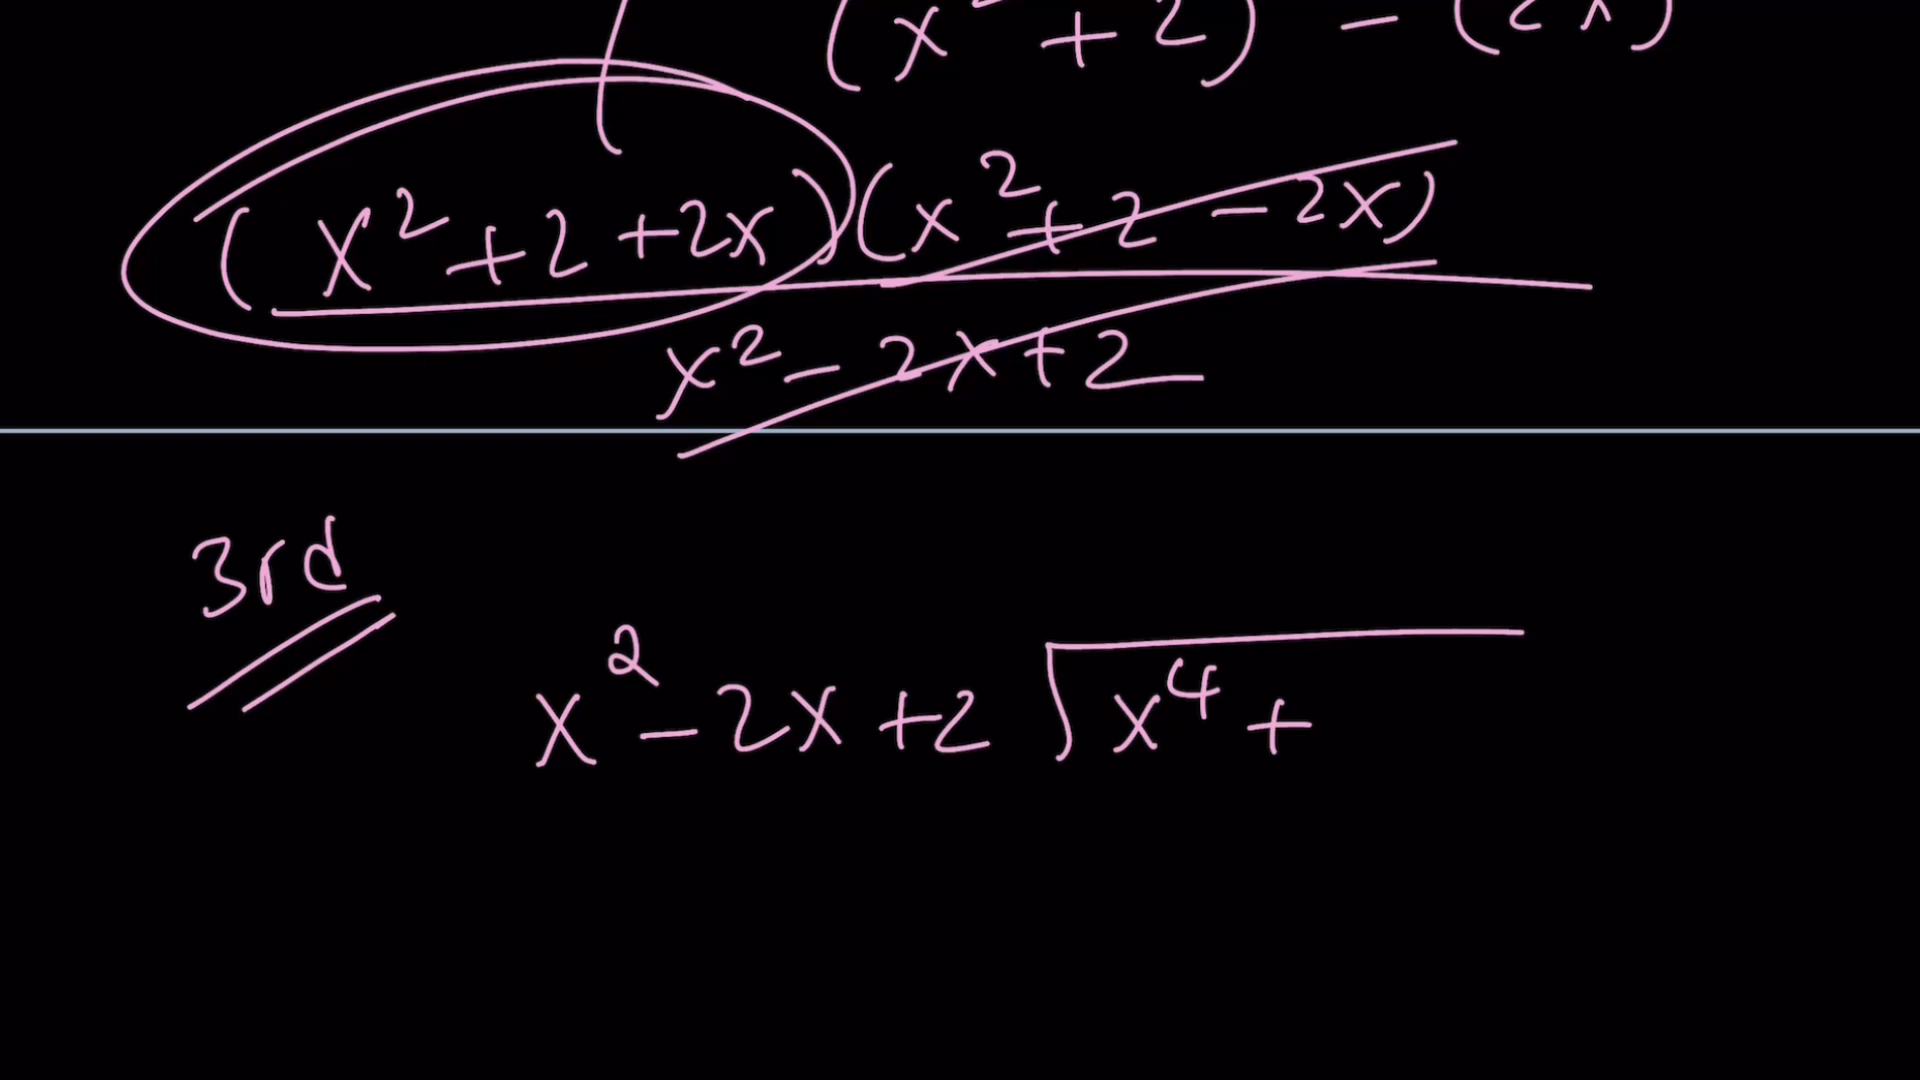 (x² + 2) - (2x)
(x² + 2 + 2x)(x² + 2 - 2x)
x² - 2x + 2
3rd
x² - 2x + 2 ⟌ x⁴ +